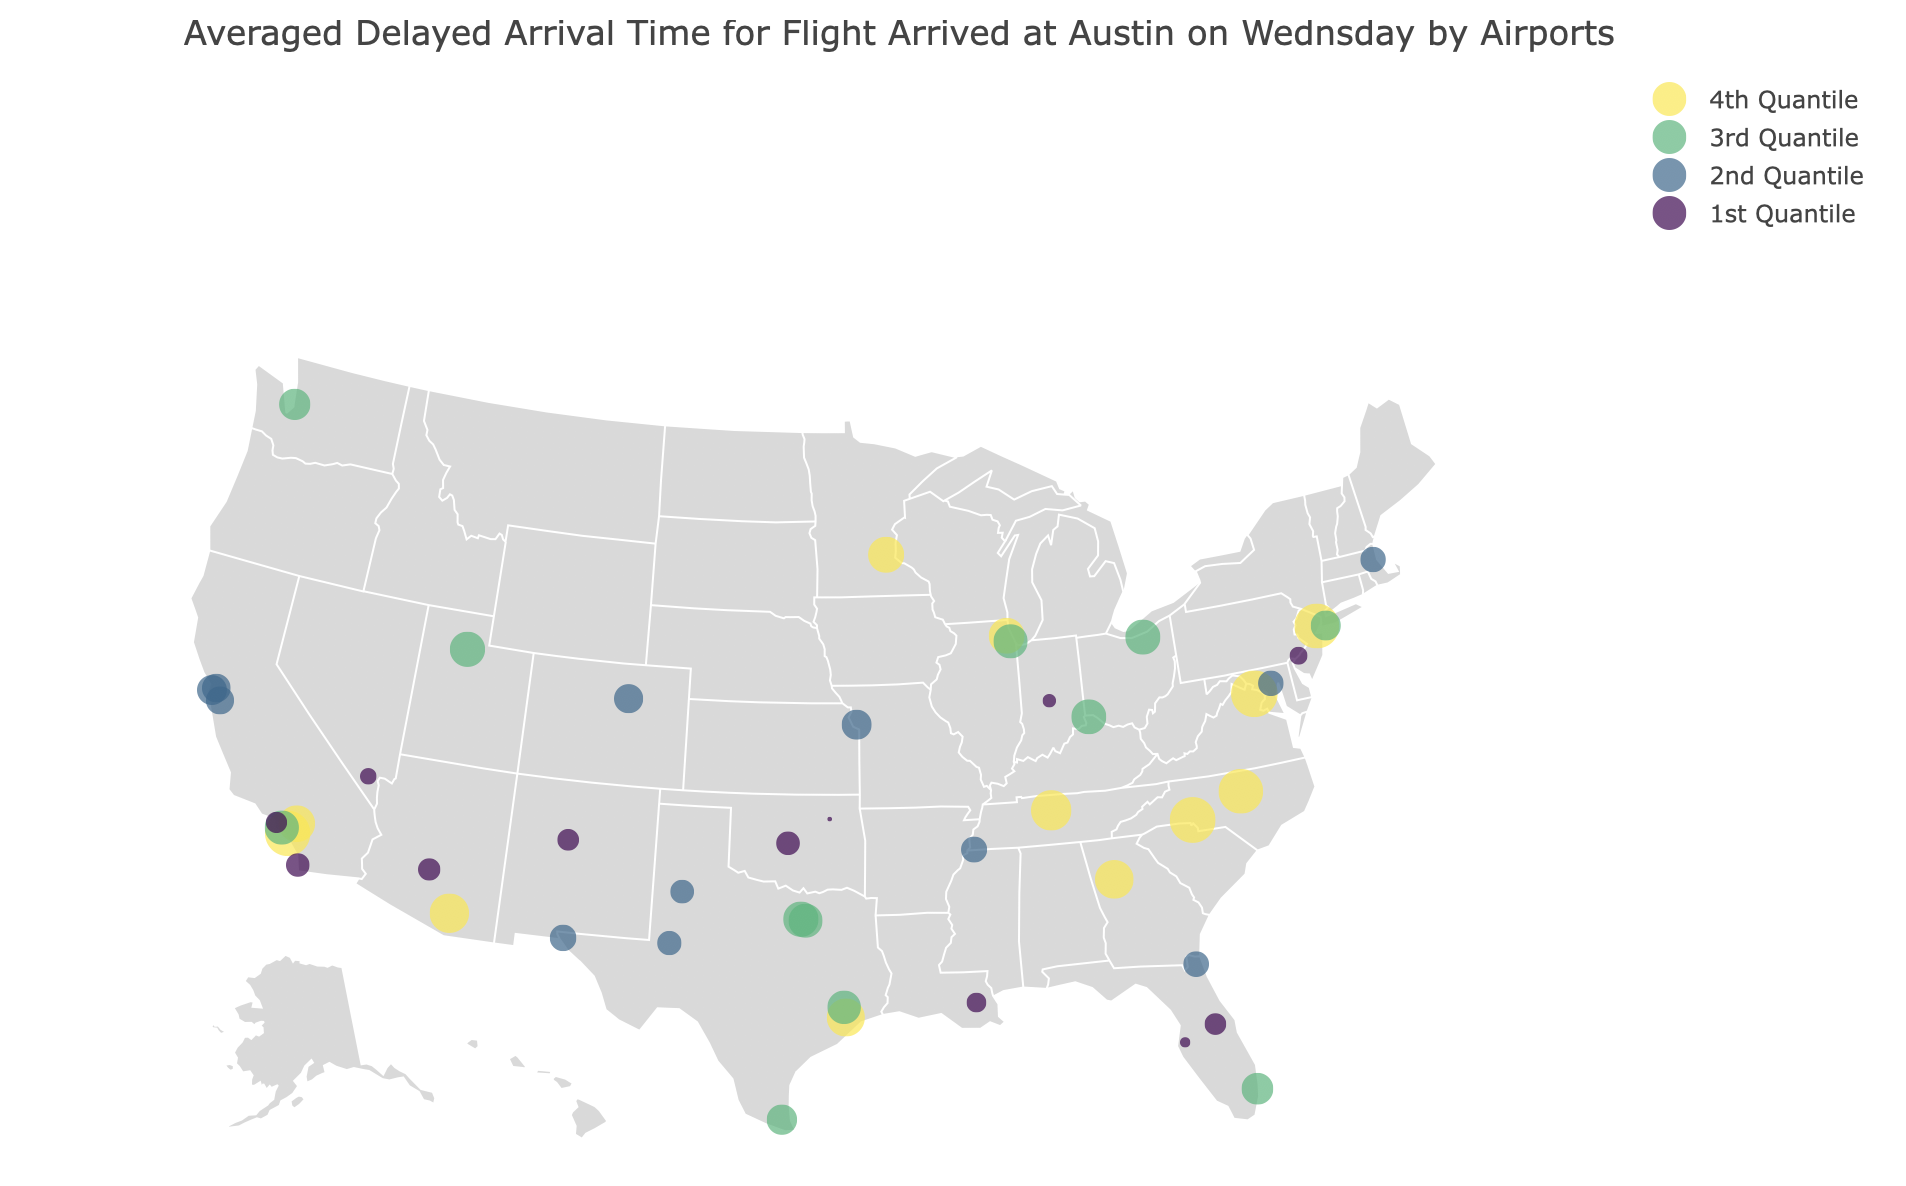 Averaged Delayed Arrival Time for Flight Arrived at Austin on Wednsday by Airports
4th Quantile
3rd Quantile
2nd Quantile
1st Quantile